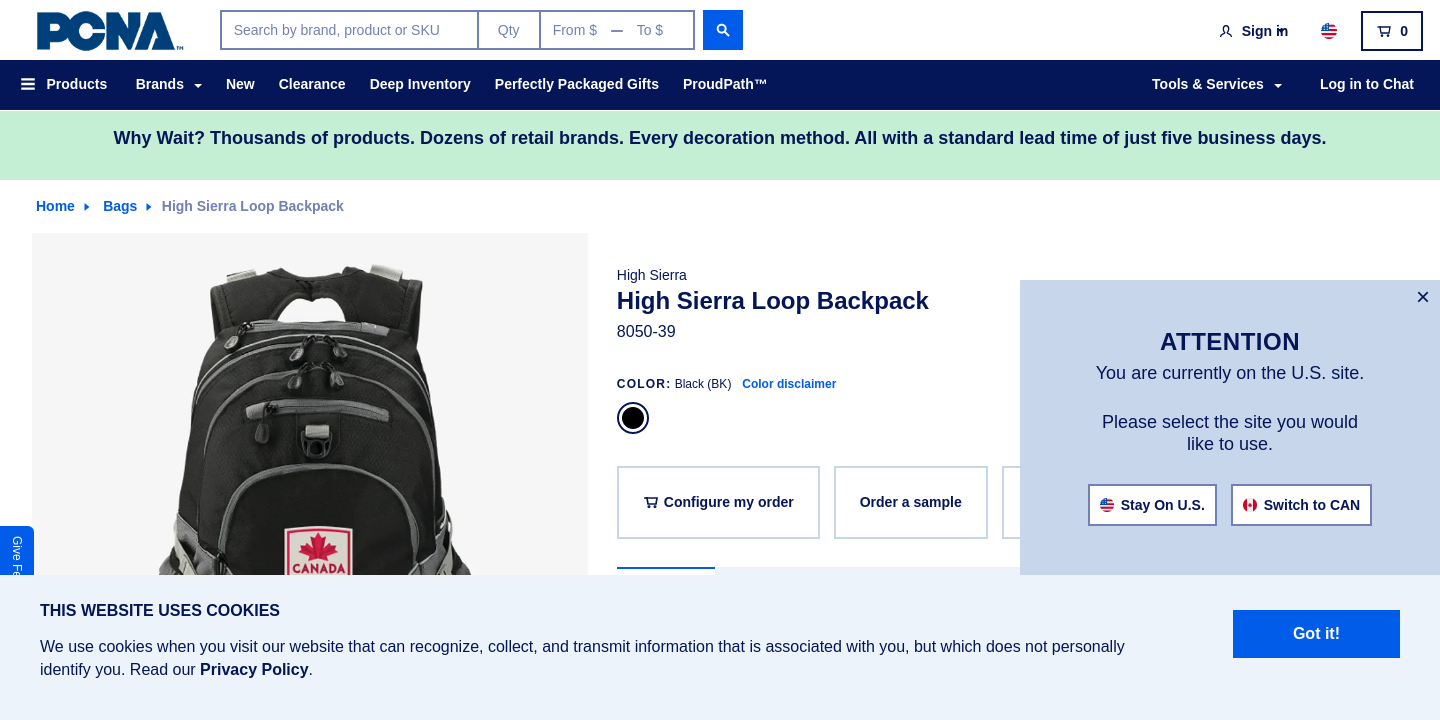 PCNA™
Search by brand, product or SKU
Qty
From $ — To $
Sign in
0
Products
Brands
New
Clearance
Deep Inventory
Perfectly Packaged Gifts
ProudPath™
Tools & Services
Log in to Chat
Why Wait? Thousands of products. Dozens of retail brands. Every decoration method. All with a standard lead time of just five business days.
Home
Bags
High Sierra Loop Backpack
High Sierra
High Sierra Loop Backpack
8050-39
COLOR: Black (BK) Color disclaimer
Configure my order
Order a sample
CANADA
×
ATTENTION
You are currently on the U.S. site.
Please select the site you would
like to use.
Stay On U.S.
Switch to CAN
Give Fe
THIS WEBSITE USES COOKIES
We use cookies when you visit our website that can recognize, collect, and transmit information that is associated with you, but which does not personally
identify you. Read our Privacy Policy.
Got it!